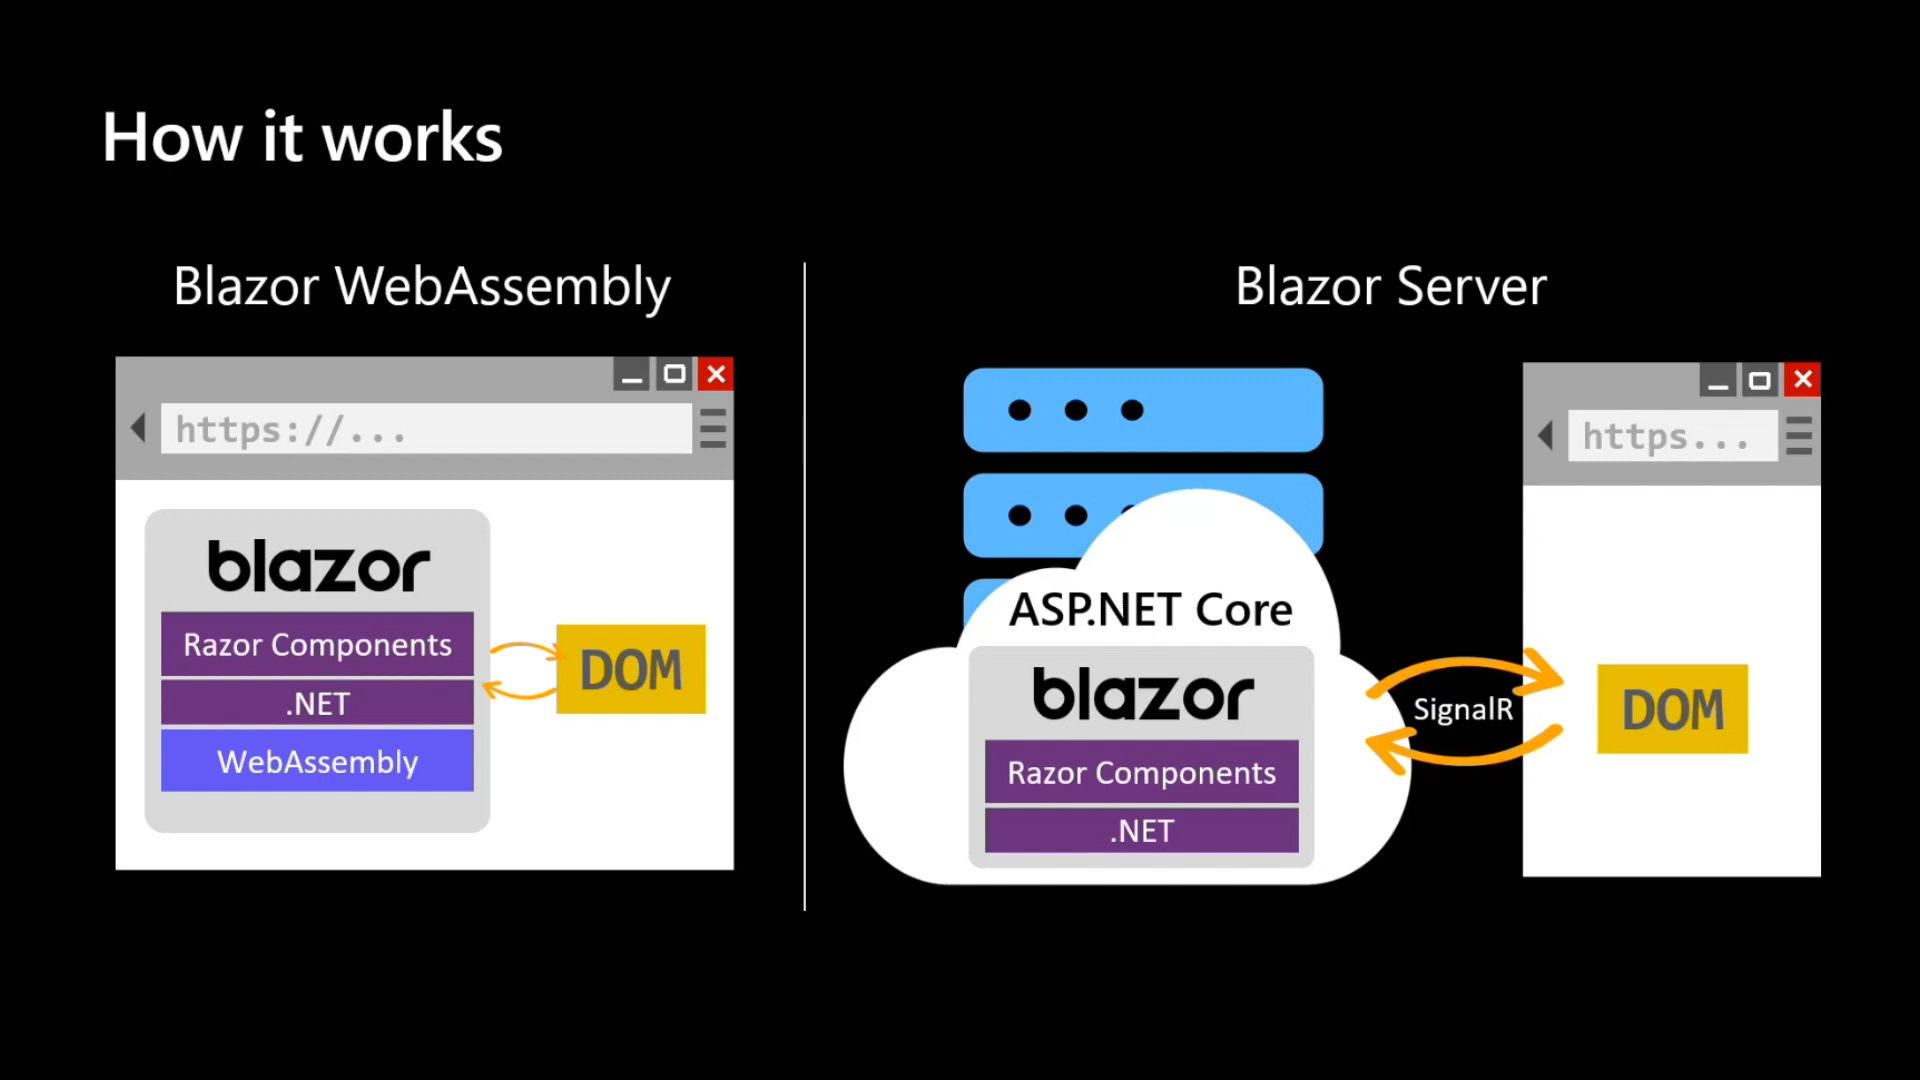 How it works
Blazor WebAssembly
https://...
blazor
Razor Components
.NET
WebAssembly
DOM
Blazor Server
ASP.NET Core
blazor
Razor Components
.NET
SignalR
https...
DOM